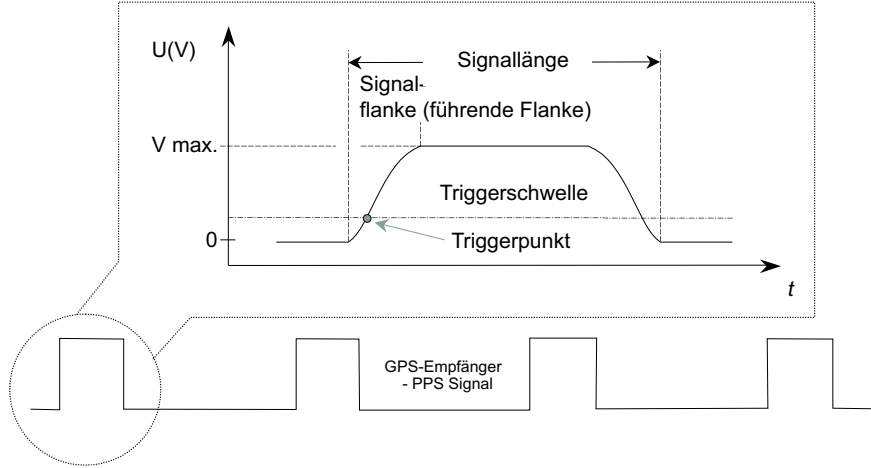 U(V)
Signallänge
Signal-
flanke (führende Flanke)
V max.
Triggerschwelle
Triggerpunkt
0
t
GPS-Empfänger
- PPS Signal